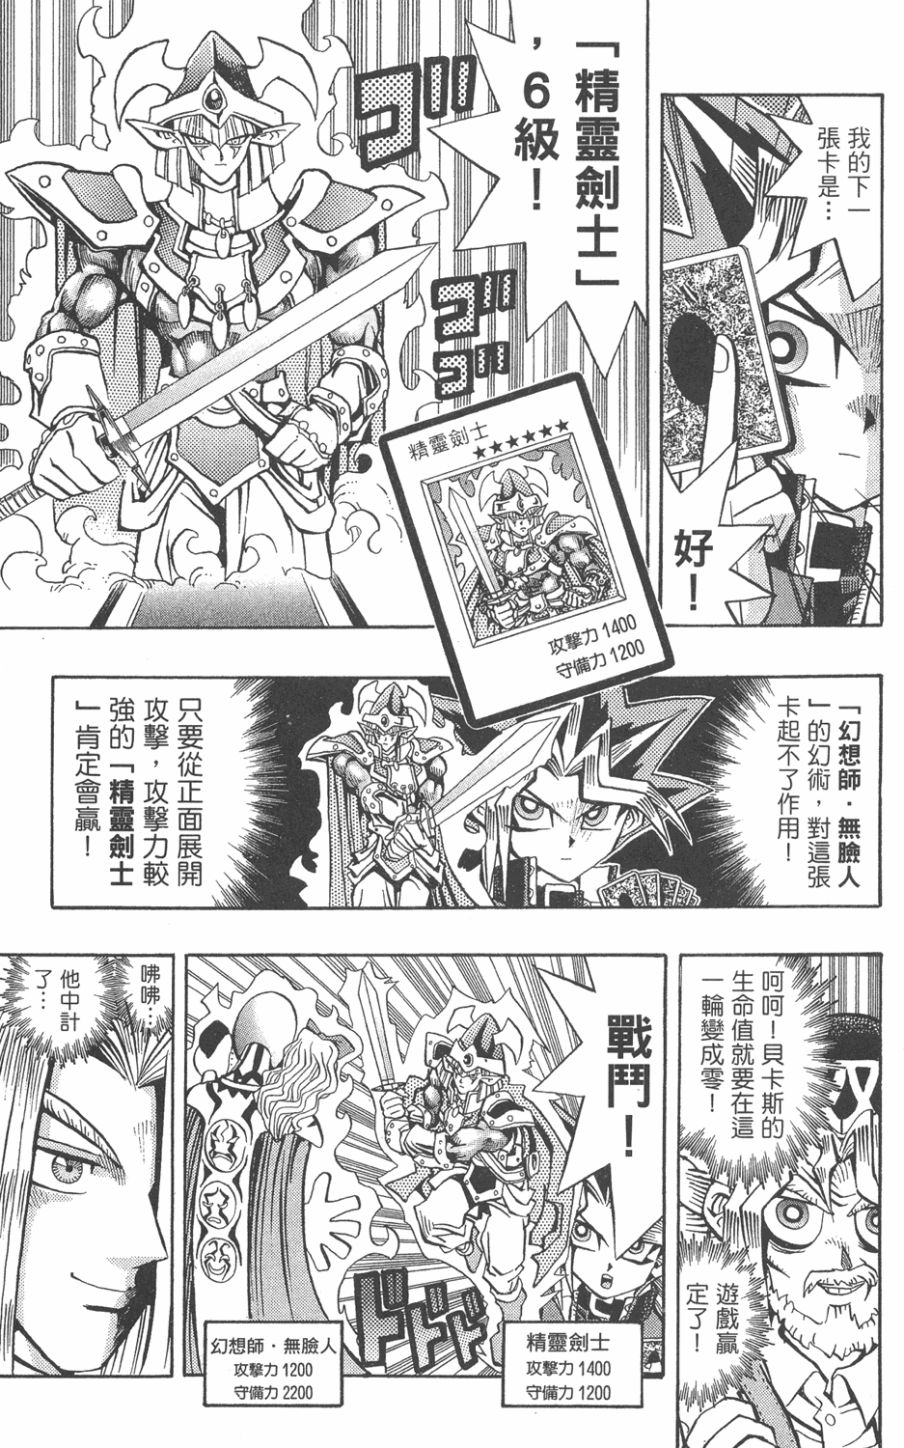 我的下一
張卡是…
好！
「精靈劍士」
，6級！
ゴゴ
ゴゴ
精靈劍士
★★★★★★
攻擊力 1400
守備力 1200
「幻想師．無臉人
」的幻術，對這張
卡起不了作用！
只要從正面展開
攻擊，攻擊力較
強的「精靈劍士
」肯定會贏！
呵呵！貝卡斯的
生命值就要在這
一輪變成零！
遊戲贏
定了！
戰鬥！
ドドド
精靈劍士
攻擊力 1400
守備力 1200
幻想師．無臉人
攻擊力 1200
守備力 2200
咈咈…
他中計
了…